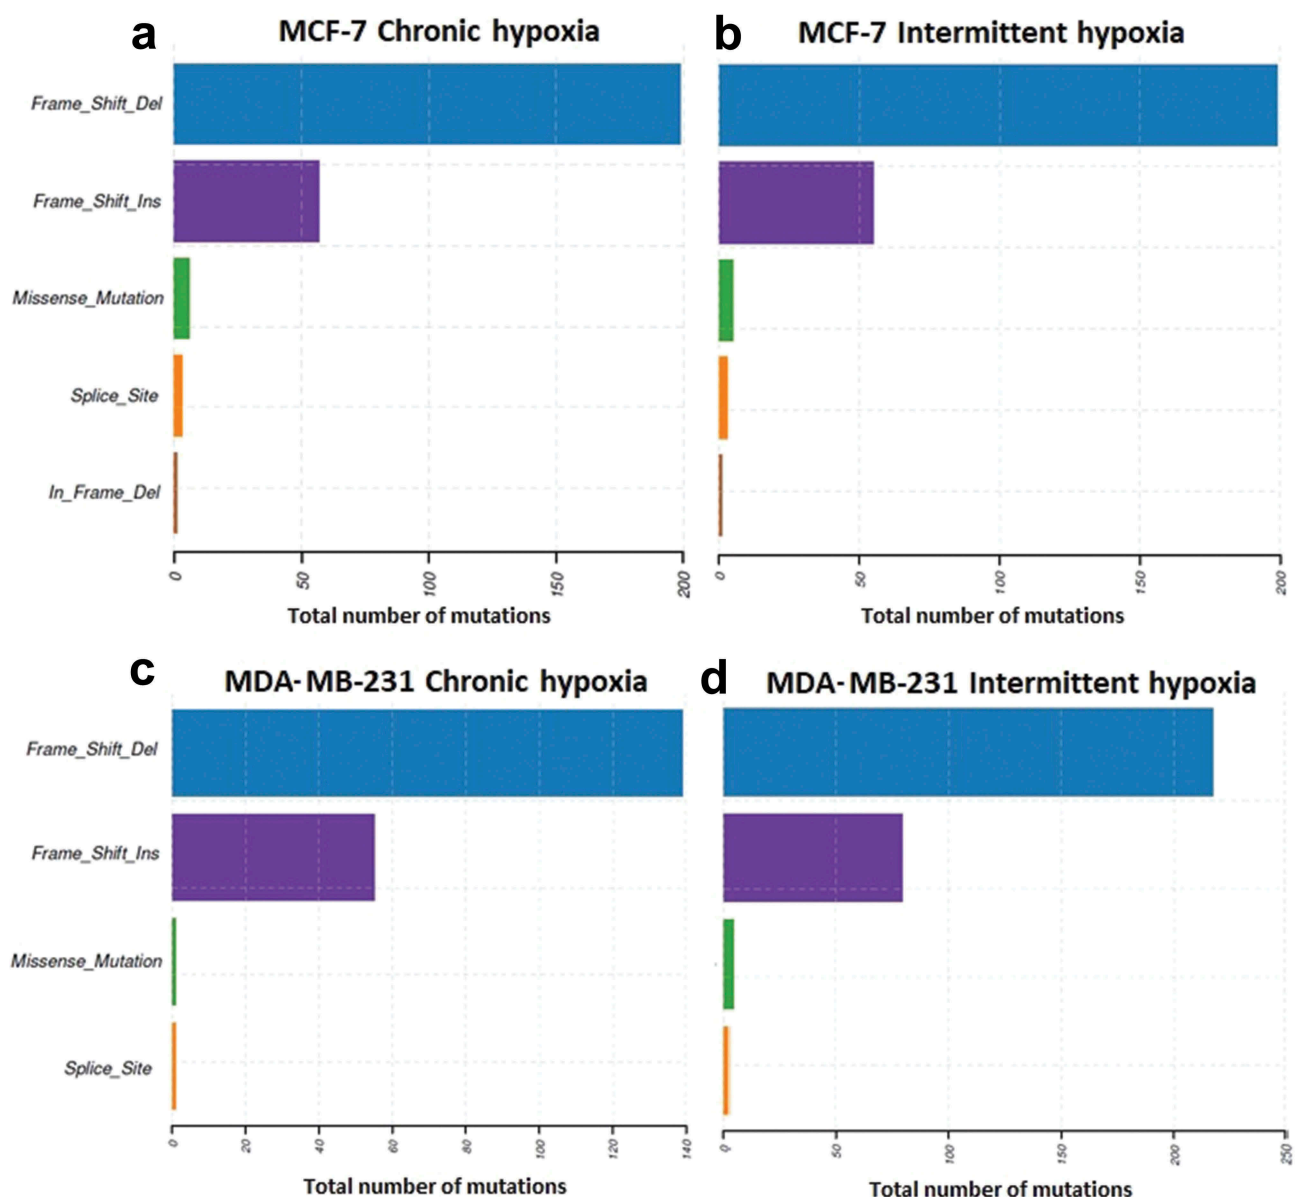 a MCF-7 Chronic hypoxia
Frame_Shift_Del
Frame_Shift_Ins
Missense_Mutation
Splice_Site
In_Frame_Del
0 50 100 150 200
Total number of mutations
b MCF-7 Intermittent hypoxia
0 50 100 150 200
Total number of mutations
c MDA-MB-231 Chronic hypoxia
Frame_Shift_Del
Frame_Shift_Ins
Missense_Mutation
Splice_Site
0 20 40 60 80 100 120 140
Total number of mutations
d MDA-MB-231 Intermittent hypoxia
0 50 100 150 200 250
Total number of mutations